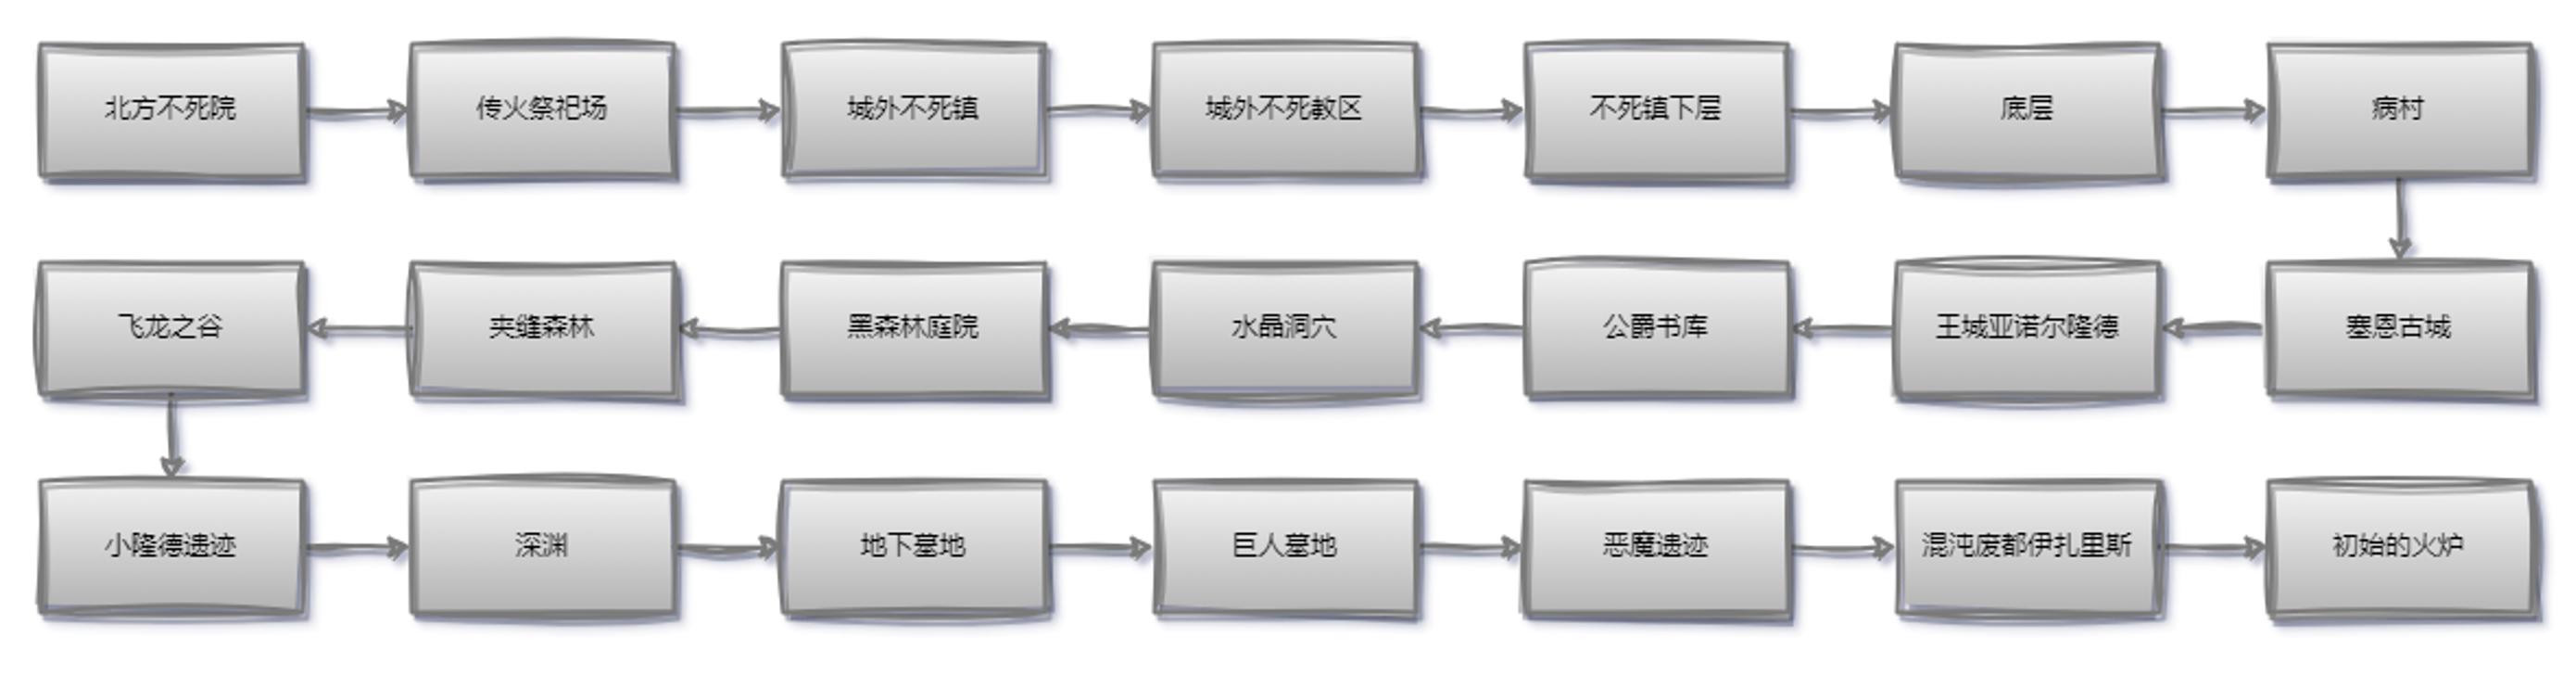 北方不死院
传火祭祀场
城外不死镇
城外不死教区
不死镇下层
底层
病村
飞龙之谷
夹缝森林
黑森林庭院
水晶洞穴
公爵书库
王城亚诺尔隆德
塞恩古城
小隆德遗迹
深渊
地下墓地
巨人墓地
恶魔遗迹
混沌废都伊扎里斯
初始的火炉